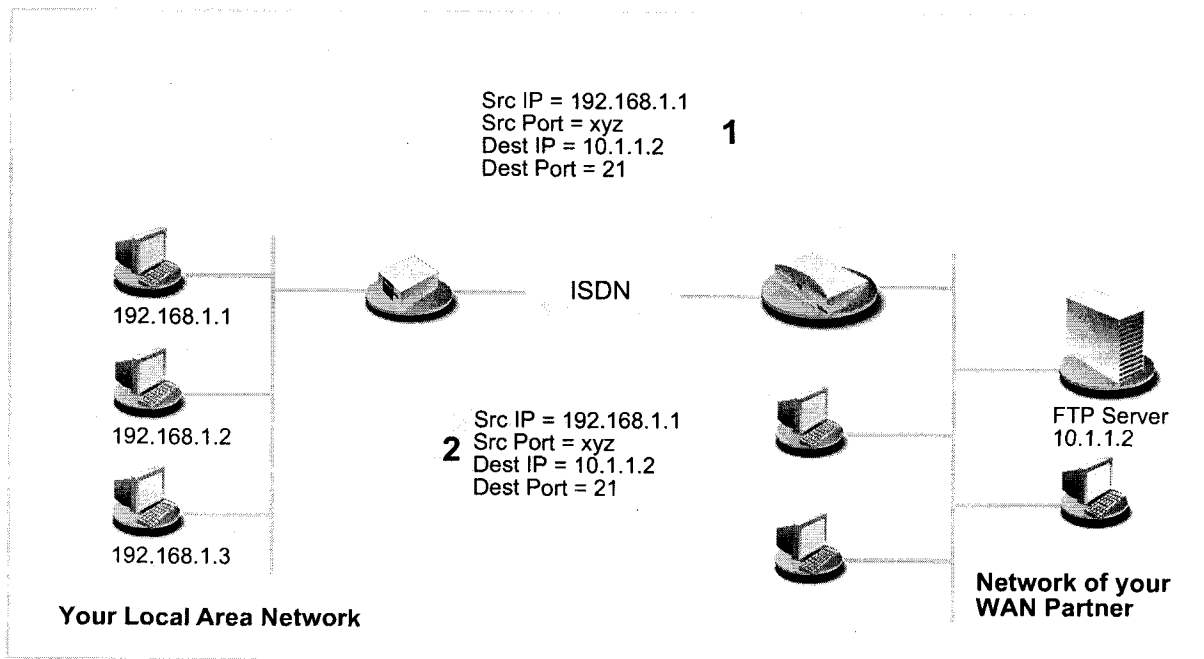 Src IP = 192.168.1.1
Src Port = xyz
Dest IP = 10.1.1.2
Dest Port = 21
1
ISDN
192.168.1.1
192.168.1.2
192.168.1.3
2
Src IP = 192.168.1.1
Src Port = xyz
Dest IP = 10.1.1.2
Dest Port = 21
FTP Server
10.1.1.2
Your Local Area Network
Network of your
WAN Partner